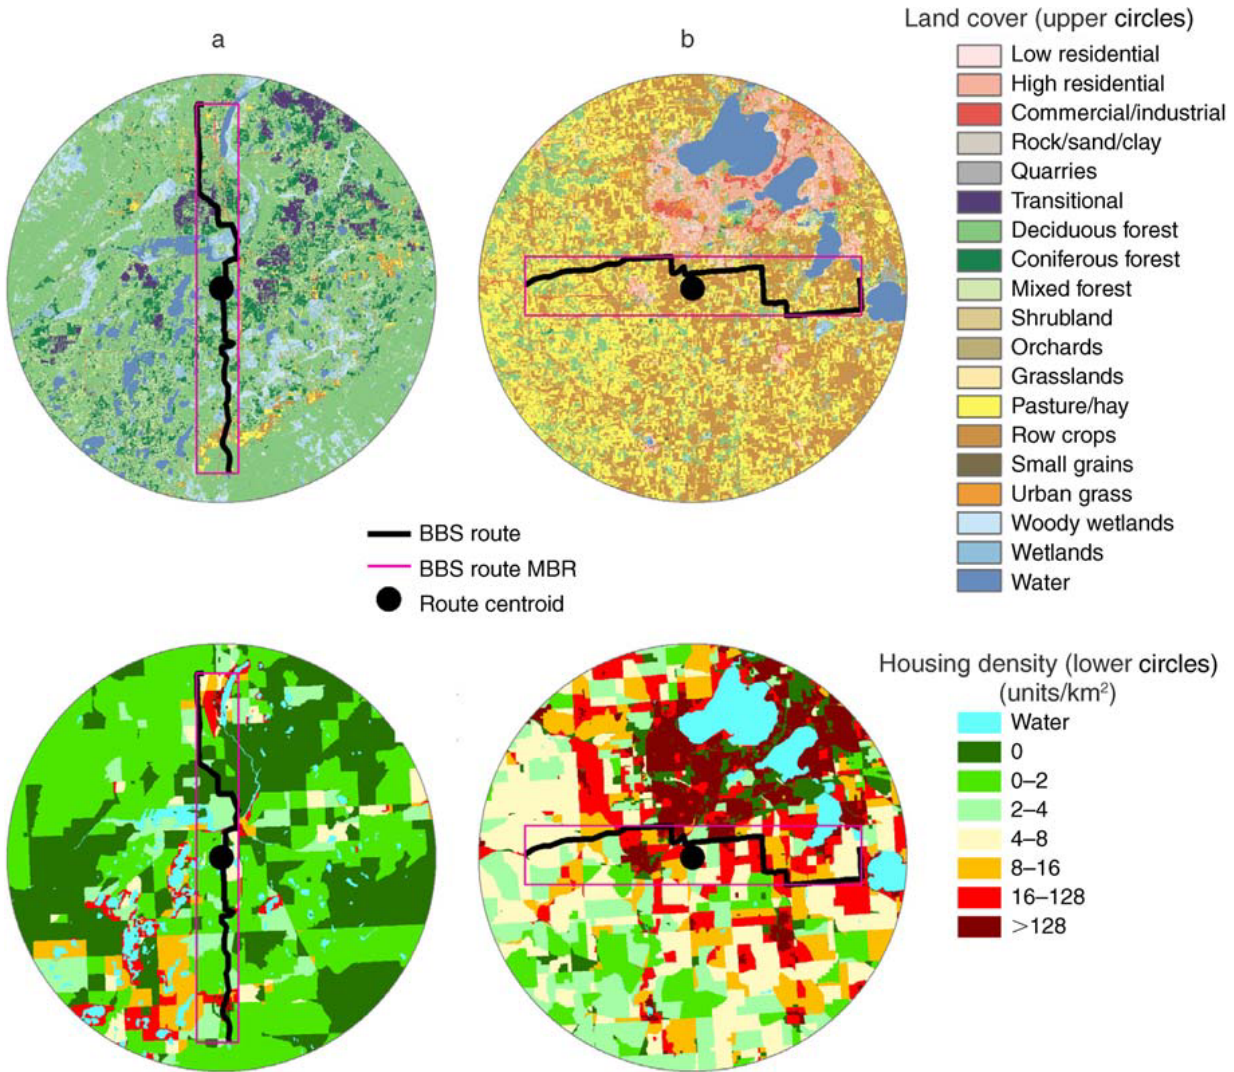 a
b
Land cover (upper circles)
Low residential
High residential
Commercial/industrial
Rock/sand/clay
Quarries
Transitional
Deciduous forest
Coniferous forest
Mixed forest
Shrubland
Orchards
Grasslands
Pasture/hay
Row crops
Small grains
Urban grass
Woody wetlands
Wetlands
Water
BBS route
BBS route MBR
Route centroid
Housing density (lower circles)
(units/km²)
Water
0
0–2
2–4
4–8
8–16
16–128
>128